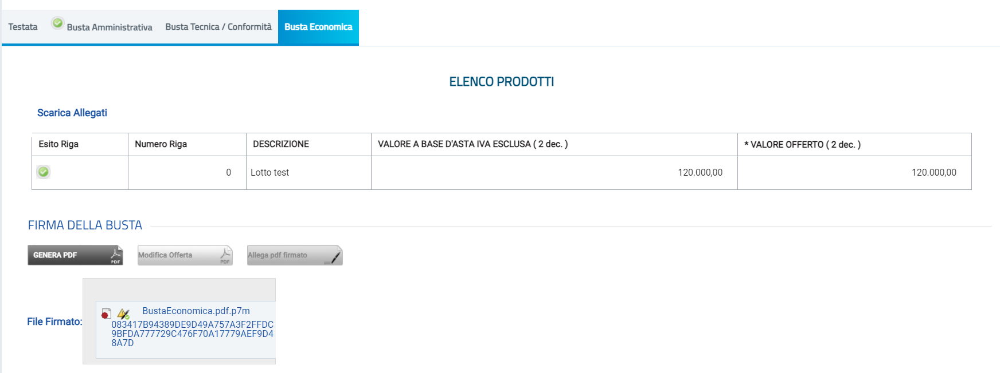 Testata Busta Amministrativa Busta Tecnica / Conformità Busta Economica
ELENCO PRODOTTI
Scarica Allegati
Esito Riga Numero Riga DESCRIZIONE VALORE A BASE D'ASTA IVA ESCLUSA ( 2 dec. ) * VALORE OFFERTO ( 2 dec. )
0 Lotto test 120.000,00 120.000,00
FIRMA DELLA BUSTA
GENERA PDF PDF Modifica Offerta PDF Allega pdf firmato
File Firmato:
BustaEconomica.pdf.p7m
083417B94389DE9D49A757A3F2FFDC
9BFDA777729C476F70A17779AEF9D4
8A7D